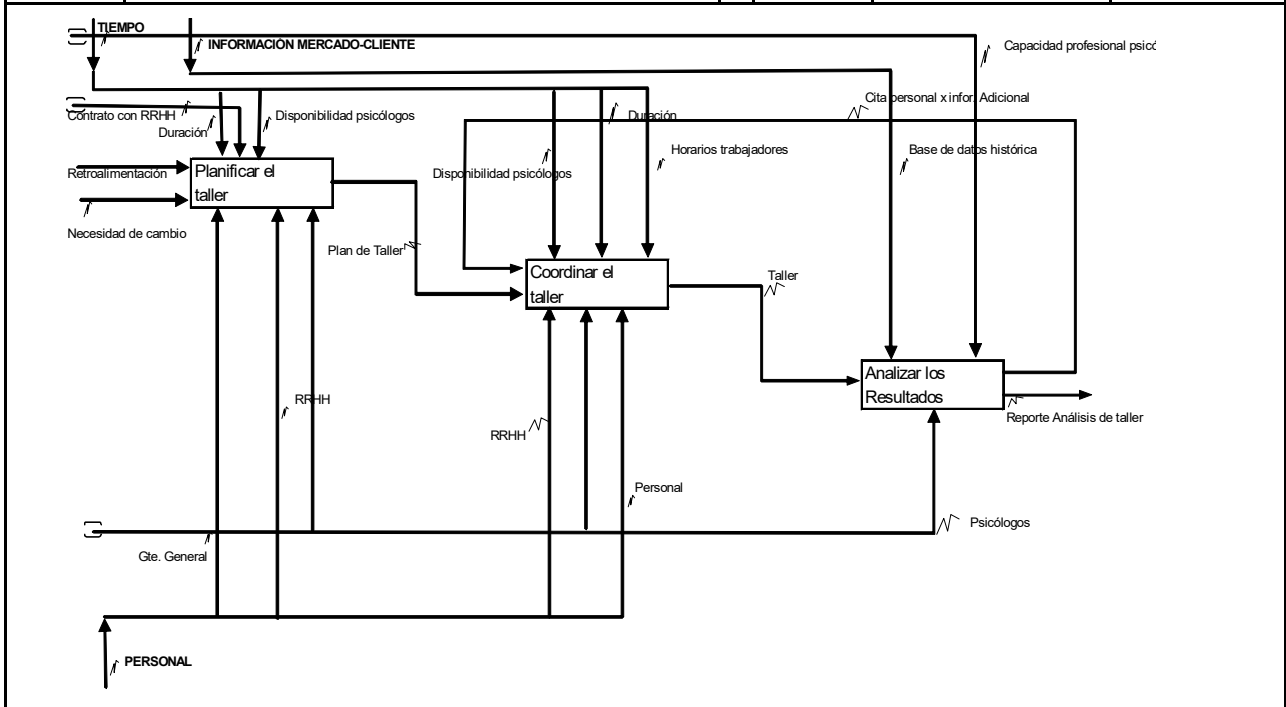 TIEMPO
INFORMACIÓN MERCADO-CLIENTE
Capacidad profesional psicó
Contrato con RRHH
Duración
Disponibilidad psicólogos
Duración
Cita personal x infor. Adicional
Horarios trabajadores
Base de datos histórica
Retroalimentación
Planificar el
taller
Disponibilidad psicólogos
Necesidad de cambio
Plan de Taller
Coordinar el
taller
Taller
Analizar los
Resultados
Reporte Análisis de taller
RRHH
RRHH
Personal
Psicólogos
Gte. General
PERSONAL